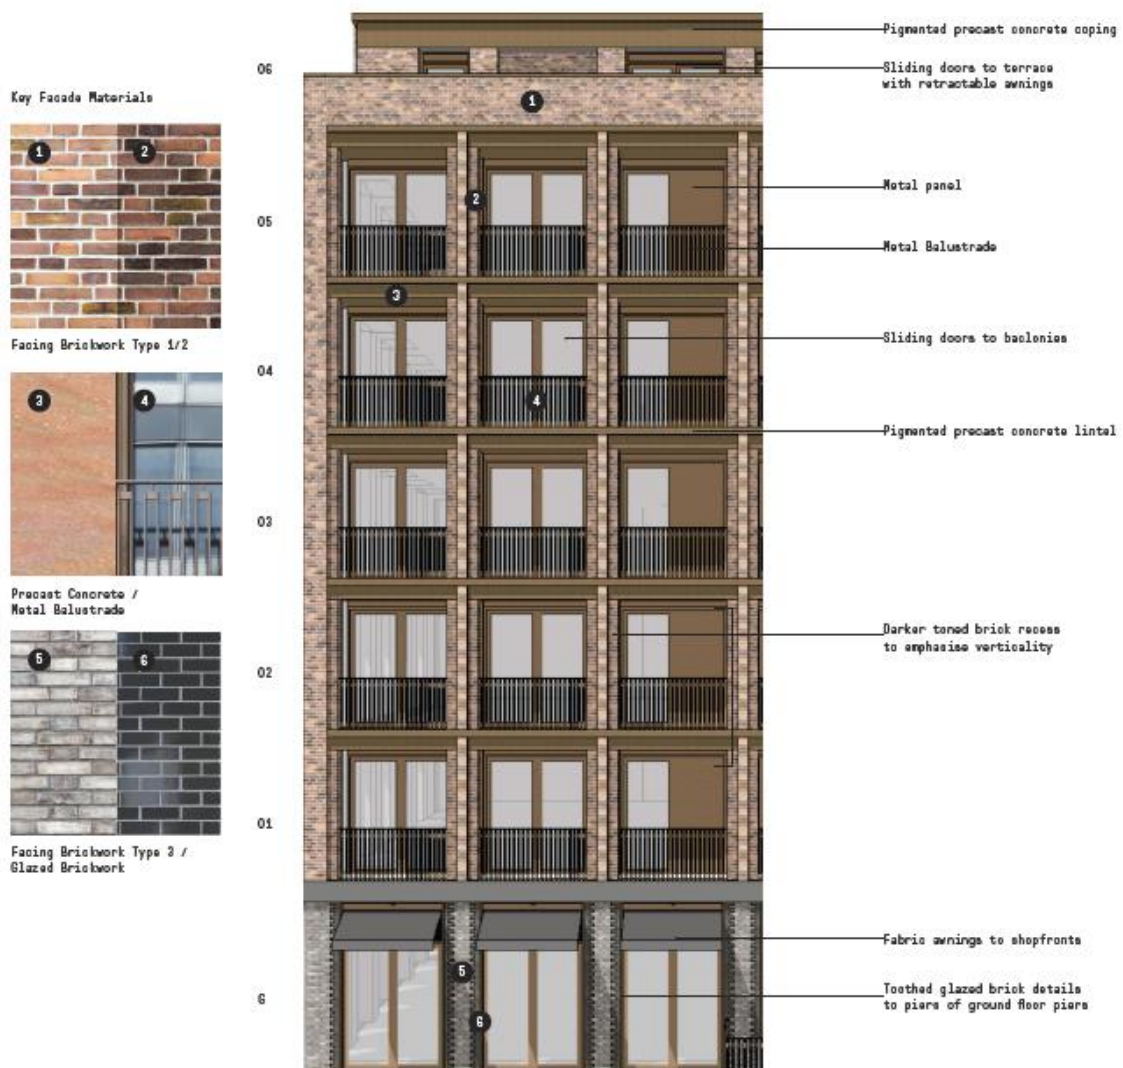 Pigmented precast concrete coping
06
Sliding doors to terrace
with retractable awnings
Key Facade Materials
1
1
2
Metal panel
2
05
Metal Balustrade
3
Facing Brickwork Type 1/2
Sliding doors to baclonies
04
3
4
4
Pigmented precast concrete lintel
03
Precast Concrete /
Metal Balustrade
Darker toned brick recess
to emphasise verticality
5
6
02
01
Facing Brickwork Type 3 /
Glazed Brickwork
Fabric awnings to shopfronts
5
Toothed glazed brick details
to piers of ground floor piers
G
6